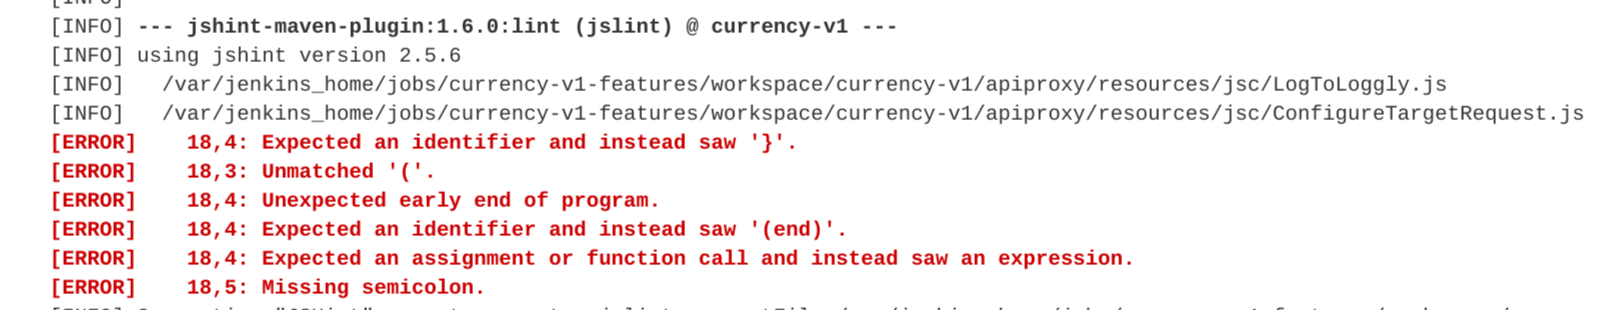 [INFO]
[INFO] --- jshint-maven-plugin:1.6.0:lint (jslint) @ currency-v1 ---
[INFO] using jshint version 2.5.6
[INFO]   /var/jenkins_home/jobs/currency-v1-features/workspace/currency-v1/apiproxy/resources/jsc/LogToLoggly.js
[INFO]   /var/jenkins_home/jobs/currency-v1-features/workspace/currency-v1/apiproxy/resources/jsc/ConfigureTargetRequest.js
[ERROR]    18,4: Expected an identifier and instead saw '}'.
[ERROR]    18,3: Unmatched '('.
[ERROR]    18,4: Unexpected early end of program.
[ERROR]    18,4: Expected an identifier and instead saw '(end)'.
[ERROR]    18,4: Expected an assignment or function call and instead saw an expression.
[ERROR]    18,5: Missing semicolon.